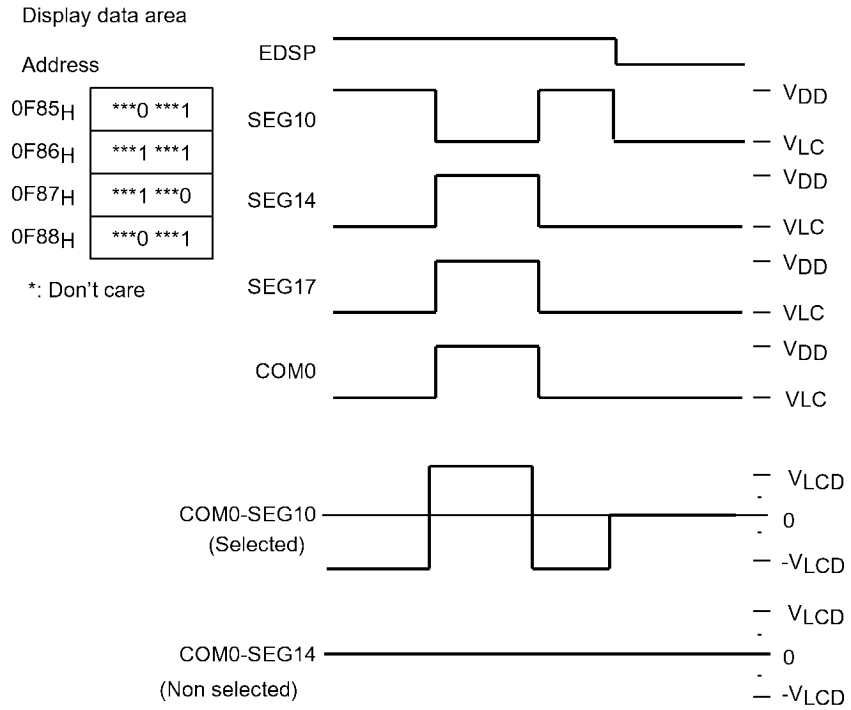 Display data area
Address
0F85H ***0 ***1
0F86H ***1 ***1
0F87H ***1 ***0
0F88H ***0 ***1
*: Don't care
EDSP
SEG10
VDD
VLC
SEG14
VDD
VLC
SEG17
VDD
VLC
COM0
VDD
VLC
COM0-SEG10
(Selected)
VLCD
0
-VLCD
COM0-SEG14
(Non selected)
VLCD
0
-VLCD